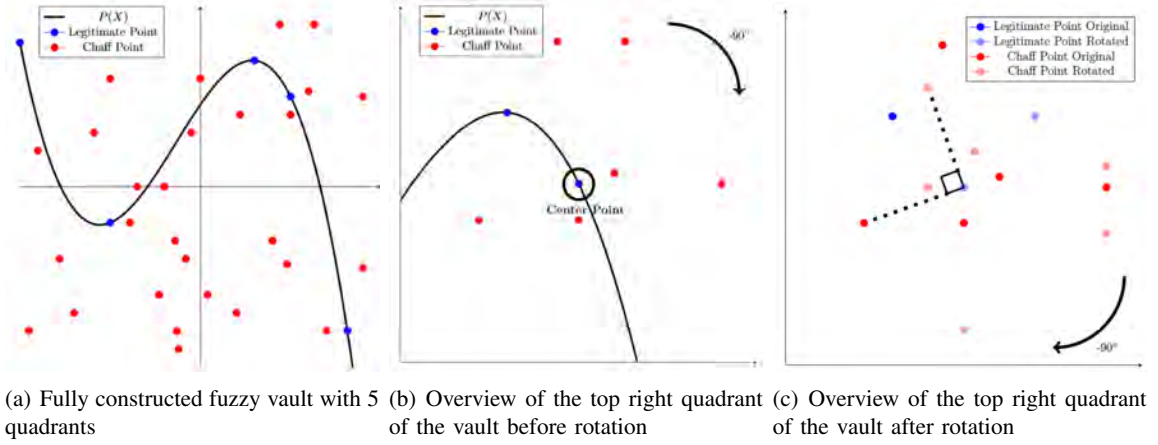 P(X)
Legitimate Point
Chaff Point
P(X)
Legitimate Point
Chaff Point
-90°
Center Point
Legitimate Point Original
Legitimate Point Rotated
Chaff Point Original
Chaff Point Rotated
-90°
(a) Fully constructed fuzzy vault with 5
quadrants
(b) Overview of the top right quadrant
of the vault before rotation
(c) Overview of the top right quadrant
of the vault after rotation